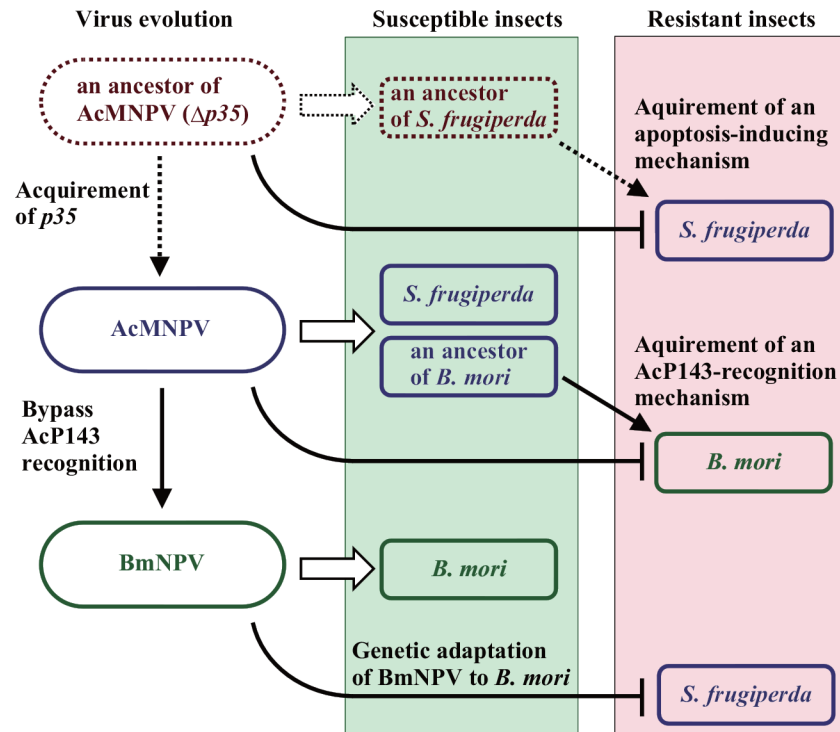 Virus evolution
Susceptible insects
Resistant insects
an ancestor of
AcMNPV (Δp35)
an ancestor
of S. frugiperda
Aquirement of an
apoptosis-inducing
mechanism
Acquirement
of p35
S. frugiperda
AcMNPV
S. frugiperda
an ancestor
of B. mori
Aquirement of an
AcP143-recognition
mechanism
Bypass
AcP143
recognition
B. mori
BmNPV
B. mori
Genetic adaptation
of BmNPV to B. mori
S. frugiperda